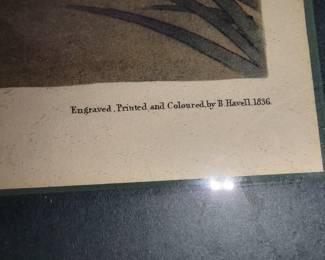 Engraved, Printed and Coloured, by R. Havell. 1836.